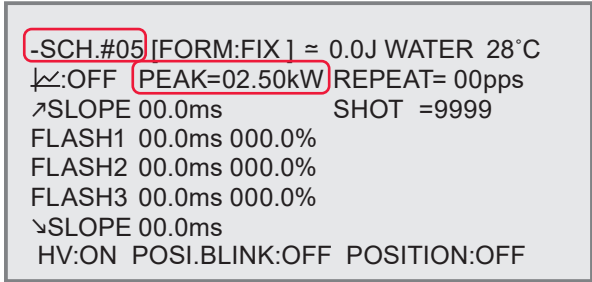 -SCH.#05 [FORM:FIX ] ≃ 0.0J WATER 28˚C
:OFF PEAK=02.50kW REPEAT= 00pps
↗SLOPE 00.0ms SHOT =9999
FLASH1 00.0ms 000.0%
FLASH2 00.0ms 000.0%
FLASH3 00.0ms 000.0%
↘SLOPE 00.0ms
HV:ON POSI.BLINK:OFF POSITION:OFF